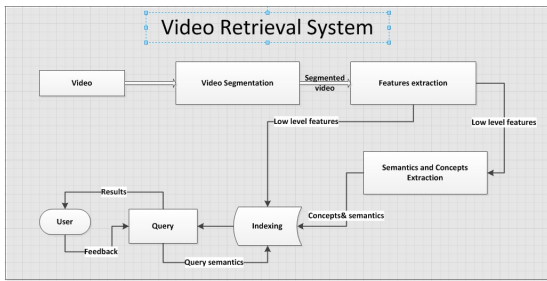 Video Retrieval System
Video
Video Segmentation
Segmented
video
Features extraction
Low level features
Low level features
Semantics and Concepts
Extraction
Results
Concepts& semantics
User
Query
Indexing
Feedback
Query semantics